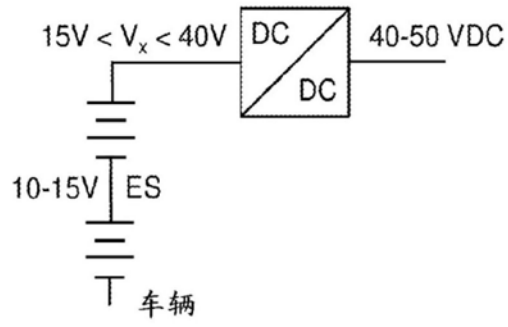 15V < Vₓ < 40V
DC
DC
40-50 VDC
10-15V
ES
车辆